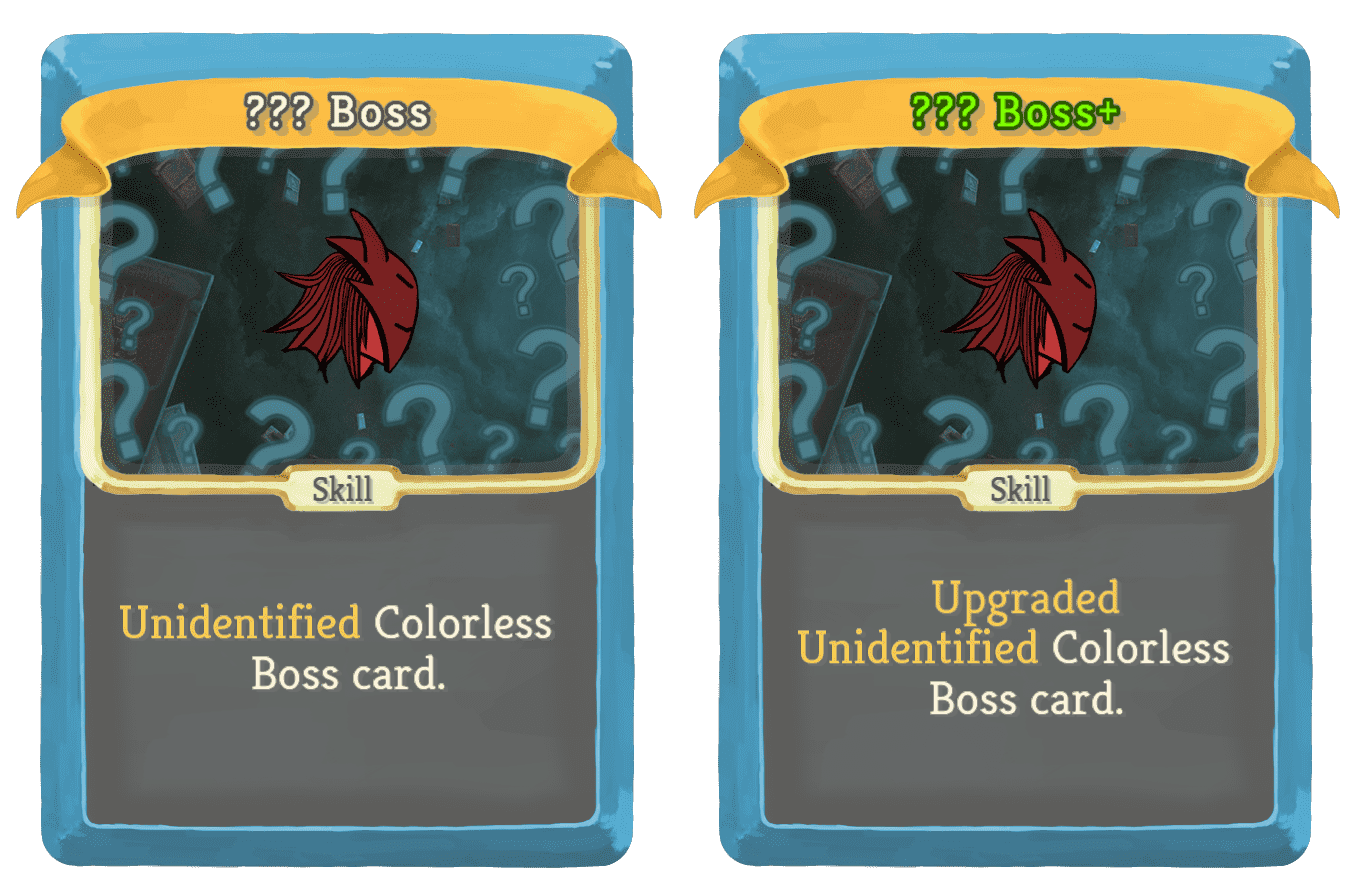 ??? Boss
Skill
Unidentified Colorless
Boss card.
??? Boss+
Skill
Upgraded
Unidentified Colorless
Boss card.